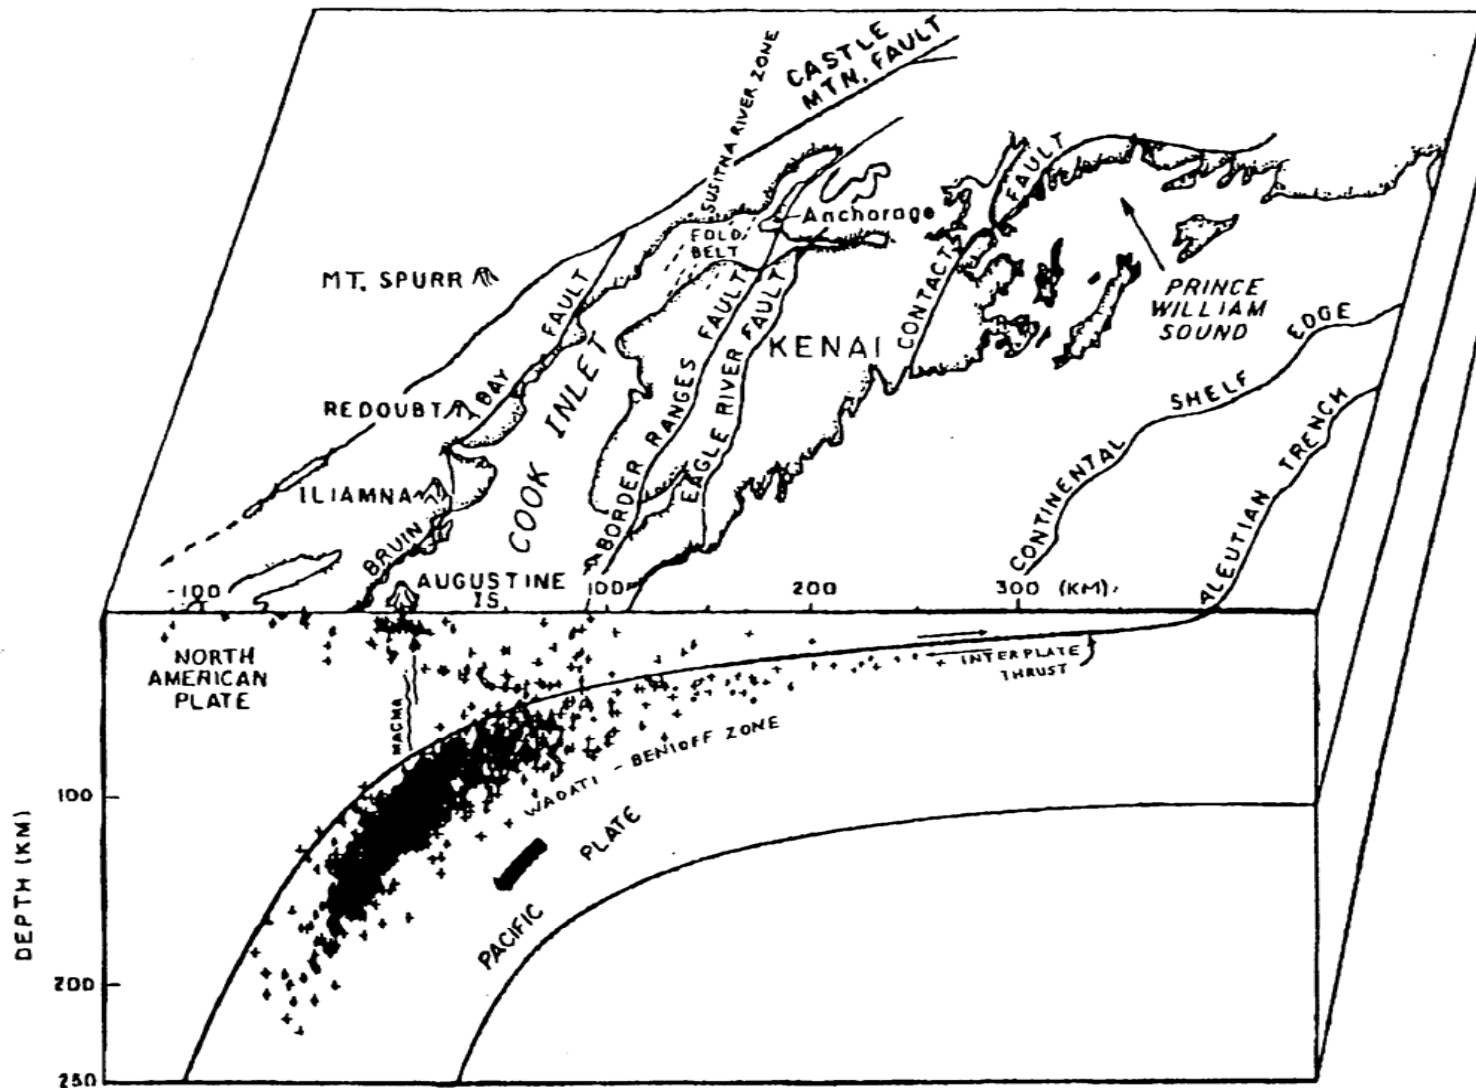 SUSITNA RIVER ZONE
CASTLE
MTN. FAULT
FAULT
Anchorage
FOLD
BELT
MT. SPURR
FAULT
BAY
BRUIN
REDOUBT
ILIAMNA
COOK INLET
BORDER RANGES FAULT
EAGLE RIVER FAULT
KENAI
CONTACT
PRINCE
WILLIAM
SOUND
CONTINENTAL SHELF EDGE
ALEUTIAN TRENCH
AUGUSTINE
IS
-100
100
200
300 (KM)
NORTH
AMERICAN
PLATE
MAGMA
INTERPLATE
THRUST
WADATI - BENIOFF ZONE
PACIFIC PLATE
DEPTH (KM)
100
200
250